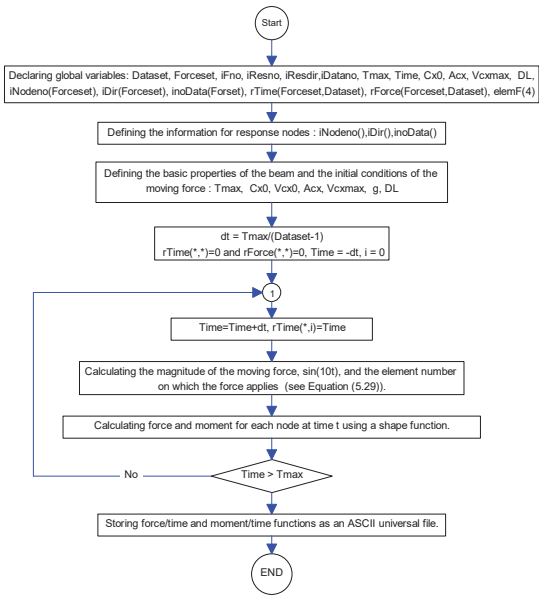 Start
Declaring global variables: Dataset, Forceset, iFno, iResno, iResdir,iDatano, Tmax, Time, Cx0, Acx, Vcxmax, DL,
iNodeno(Forceset), iDir(Forceset), inoData(Forset), rTime(Forceset,Dataset), rForce(Forceset,Dataset), elemF(4)
Defining the information for response nodes : iNodeno(),iDir(),inoData()
Defining the basic properties of the beam and the initial conditions of the
moving force : Tmax, Cx0, Vcx0, Acx, Vcxmax, g, DL
dt = Tmax/(Dataset-1)
rTime(*,*)=0 and rForce(*,*)=0, Time = -dt, i = 0
1
Time=Time+dt, rTime(*,i)=Time
Calculating the magnitude of the moving force, sin(10t), and the element number
on which the force applies (see Equation (5.29)).
Calculating force and moment for each node at time t using a shape function.
No
Time > Tmax
Storing force/time and moment/time functions as an ASCII universal file.
END